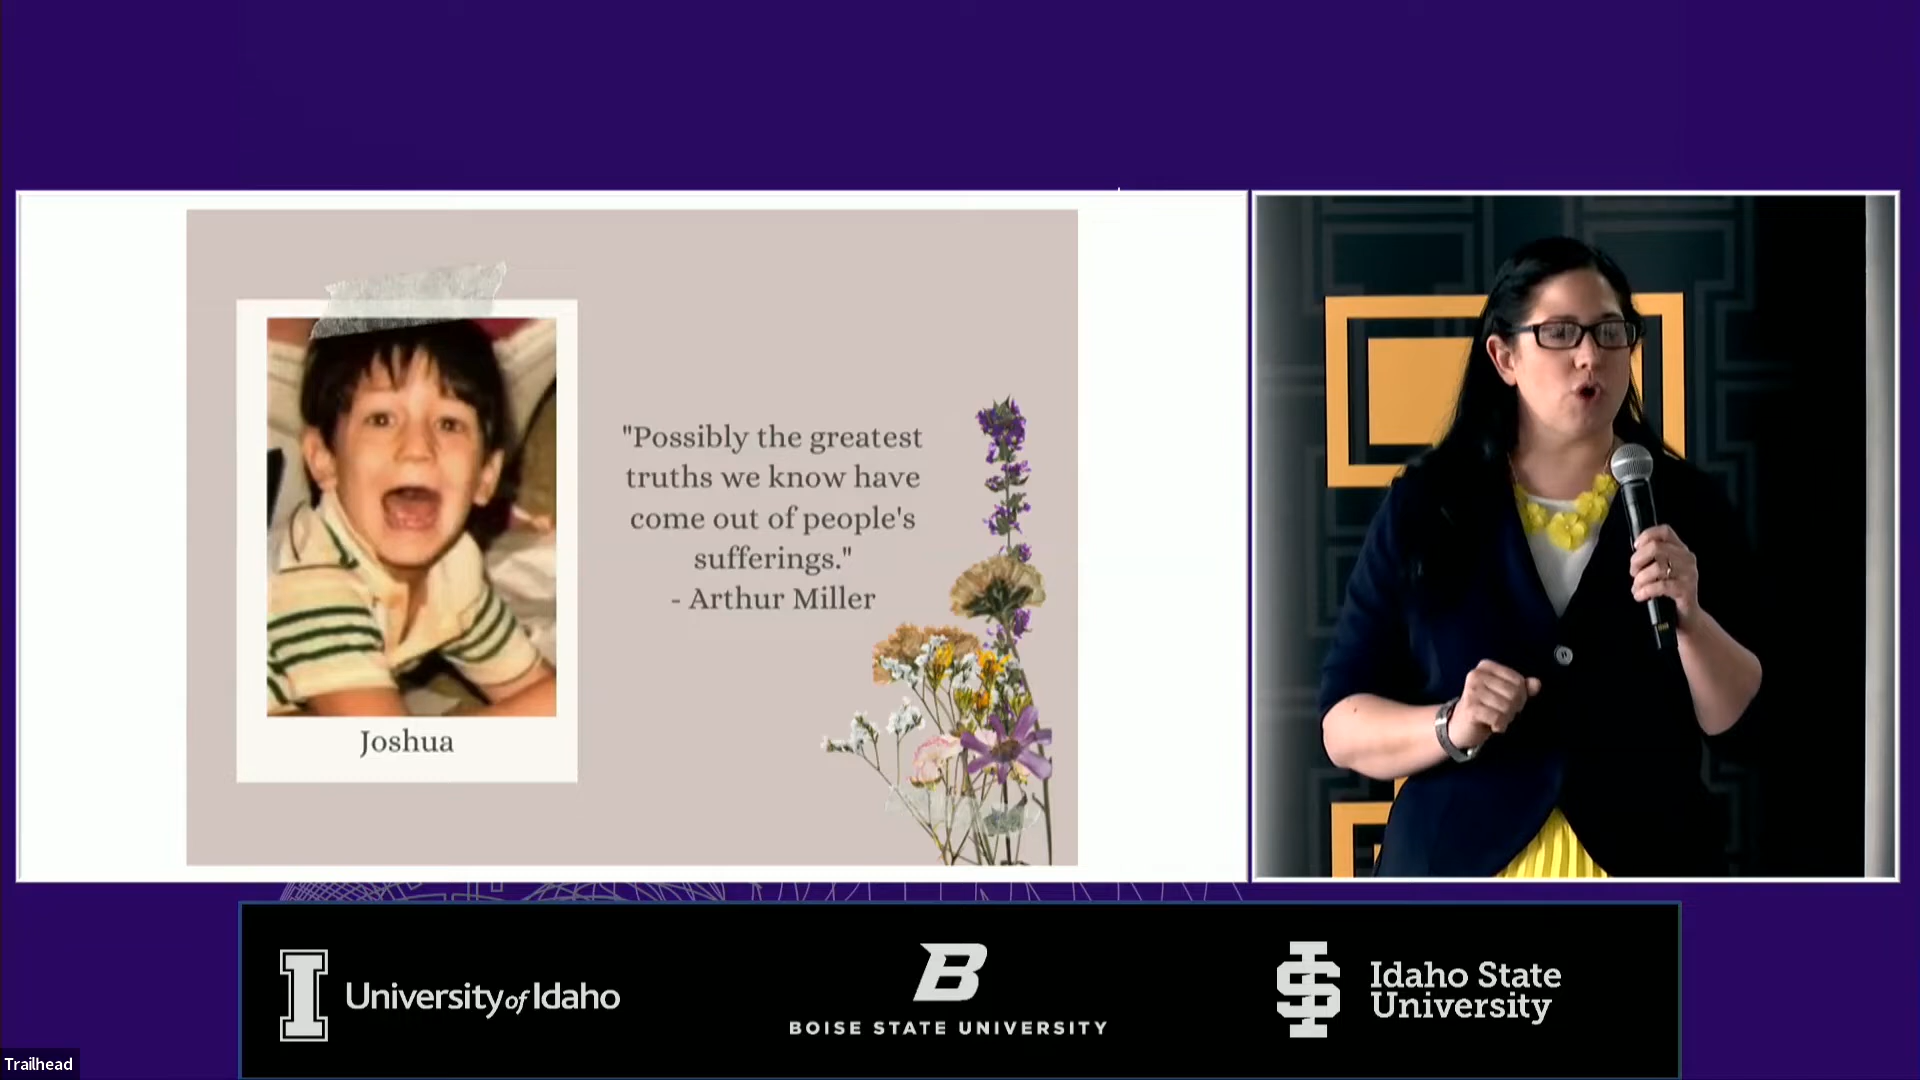 "Possibly the greatest
truths we know have
come out of people's
sufferings."
- Arthur Miller
Joshua
I
University of Idaho
B
BOISE STATE UNIVERSITY
IS
Idaho State
University
Trailhead